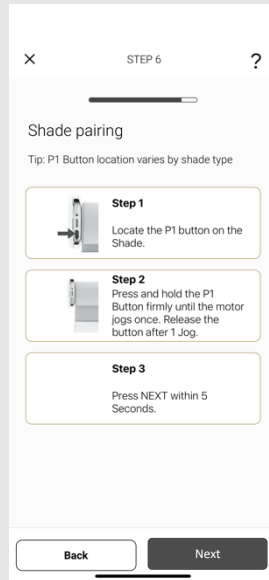 STEP 6
?
Shade pairing
Tip: P1 Button location varies by shade type
Step 1
Locate the P1 button on the
Shade.
Step 2
Press and hold the P1
Button firmly until the motor
jogs once. Release the
button after 1 Jog.
Step 3
Press NEXT within 5
Seconds.
Back
Next